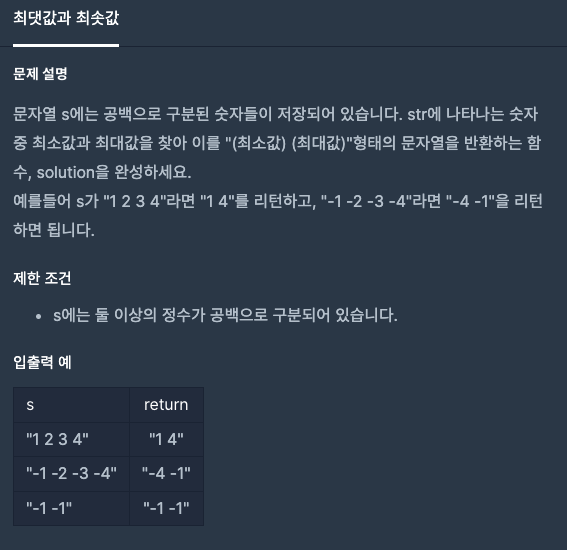 최댓값과 최솟값
문제 설명
문자열 s에는 공백으로 구분된 숫자들이 저장되어 있습니다. str에 나타나는 숫자
중 최소값과 최대값을 찾아 이를 "(최소값) (최대값)"형태의 문자열을 반환하는 함
수, solution을 완성하세요.
예를들어 s가 "1 2 3 4"라면 "1 4"를 리턴하고, "-1 -2 -3 -4"라면 "-4 -1"을 리턴
하면 됩니다.
제한 조건
• s에는 둘 이상의 정수가 공백으로 구분되어 있습니다.
입출력 예
s return
"1 2 3 4" "1 4"
"-1 -2 -3 -4" "-4 -1"
"-1 -1" "-1 -1"